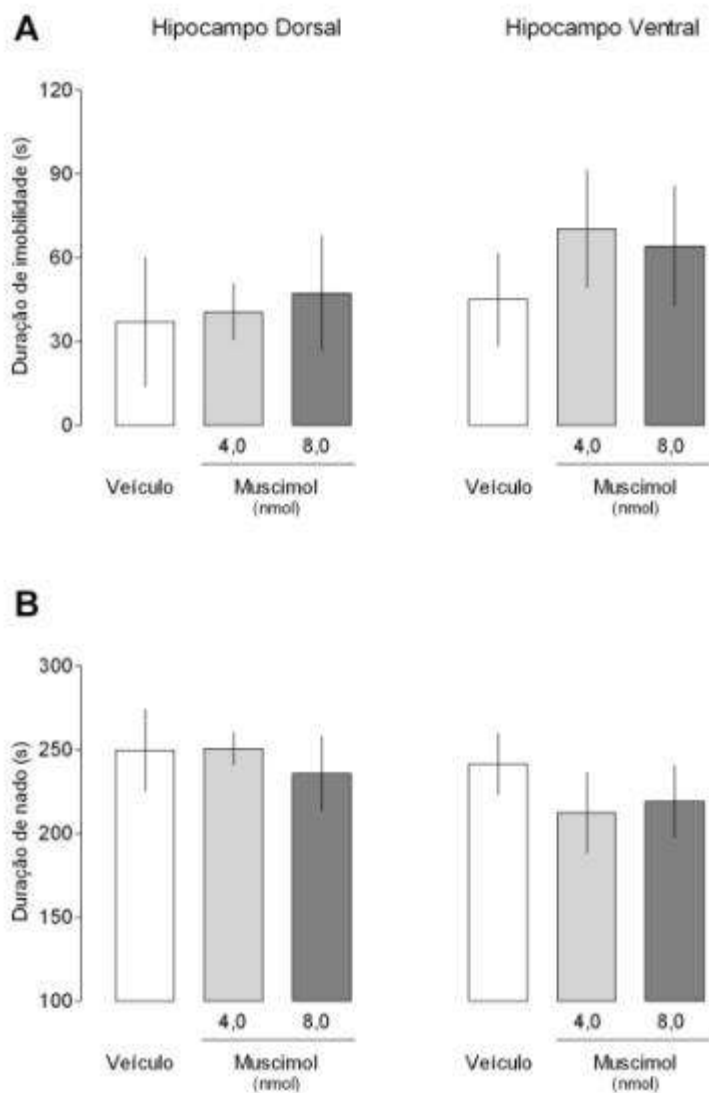 A
Hipocampo Dorsal
Hipocampo Ventral
Duração de imobilidade (s)
120
90
60
30
0
4,0
8,0
4,0
8,0
Veículo
Muscimol
(nmol)
Veículo
Muscimol
(nmol)
B
Duração de nado (s)
300
250
200
150
100
4,0
8,0
4,0
8,0
Veículo
Muscimol
(nmol)
Veículo
Muscimol
(nmol)